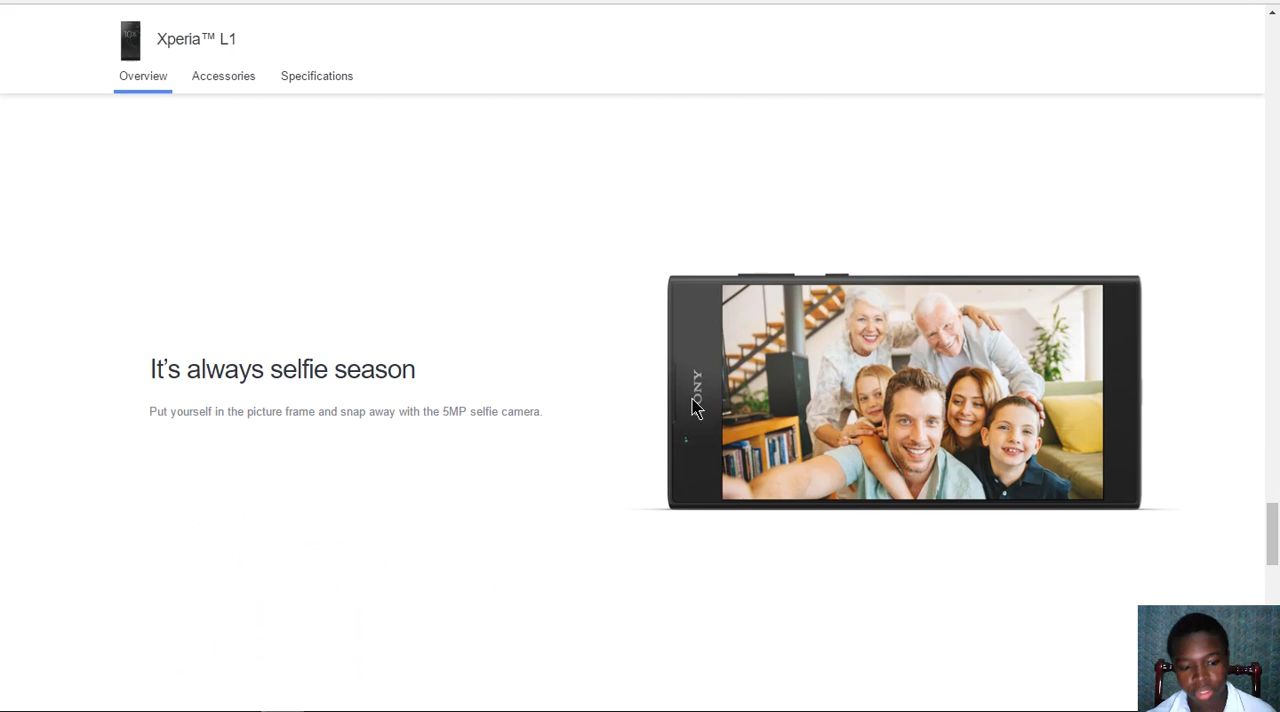 Xperia™ L1
Overview Accessories Specifications
It's always selfie season
Put yourself in the picture frame and snap away with the 5MP selfie camera.